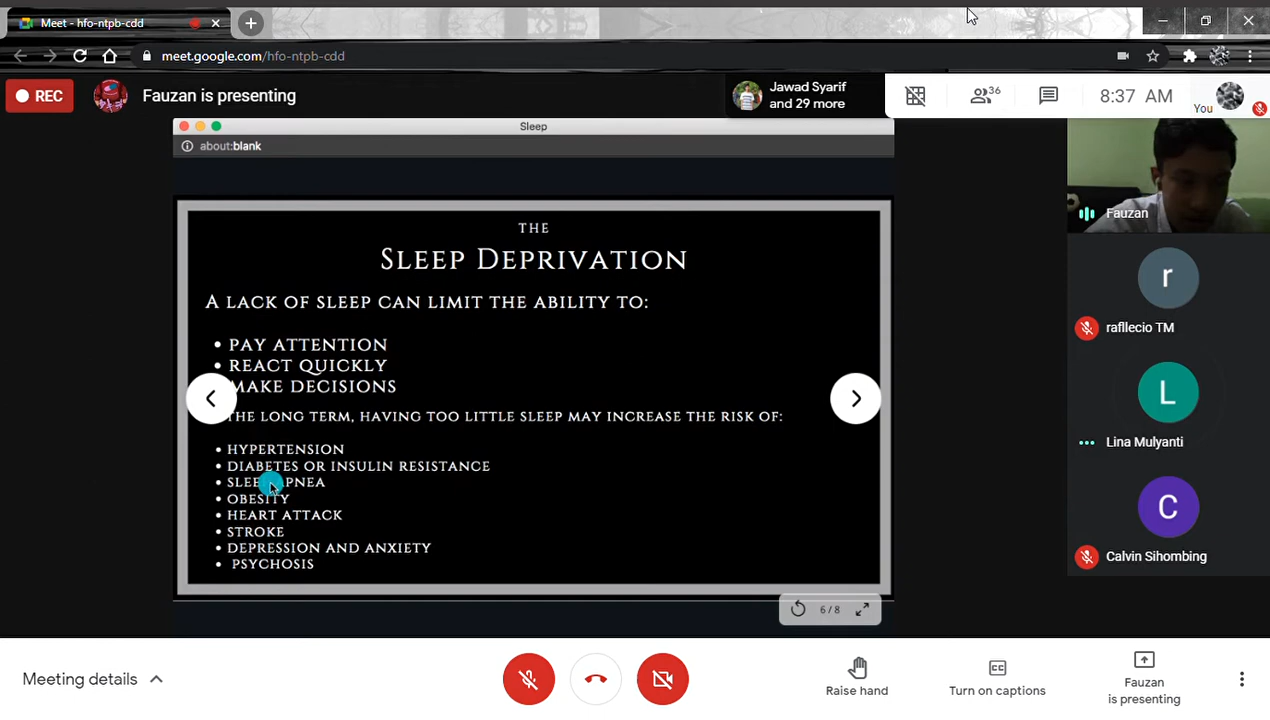 Meet - hfo-ntpb-cdd
meet.google.com/hfo-ntpb-cdd
REC
Fauzan is presenting
Jawad Syarif
and 29 more
36
8:37 AM
You
Sleep
about:blank
THE
SLEEP DEPRIVATION
A LACK OF SLEEP CAN LIMIT THE ABILITY TO:
• PAY ATTENTION
• REACT QUICKLY
MAKE DECISIONS
THE LONG TERM, HAVING TOO LITTLE SLEEP MAY INCREASE THE RISK OF:
• HYPERTENSION
• DIABETES OR INSULIN RESISTANCE
• SLEEP APNEA
• OBESITY
• HEART ATTACK
• STROKE
• DEPRESSION AND ANXIETY
• PSYCHOSIS
6 / 8
Fauzan
r
rafllecio TM
L
Lina Mulyanti
C
Calvin Sihombing
Meeting details
Raise hand
CC
Turn on captions
Fauzan
is presenting